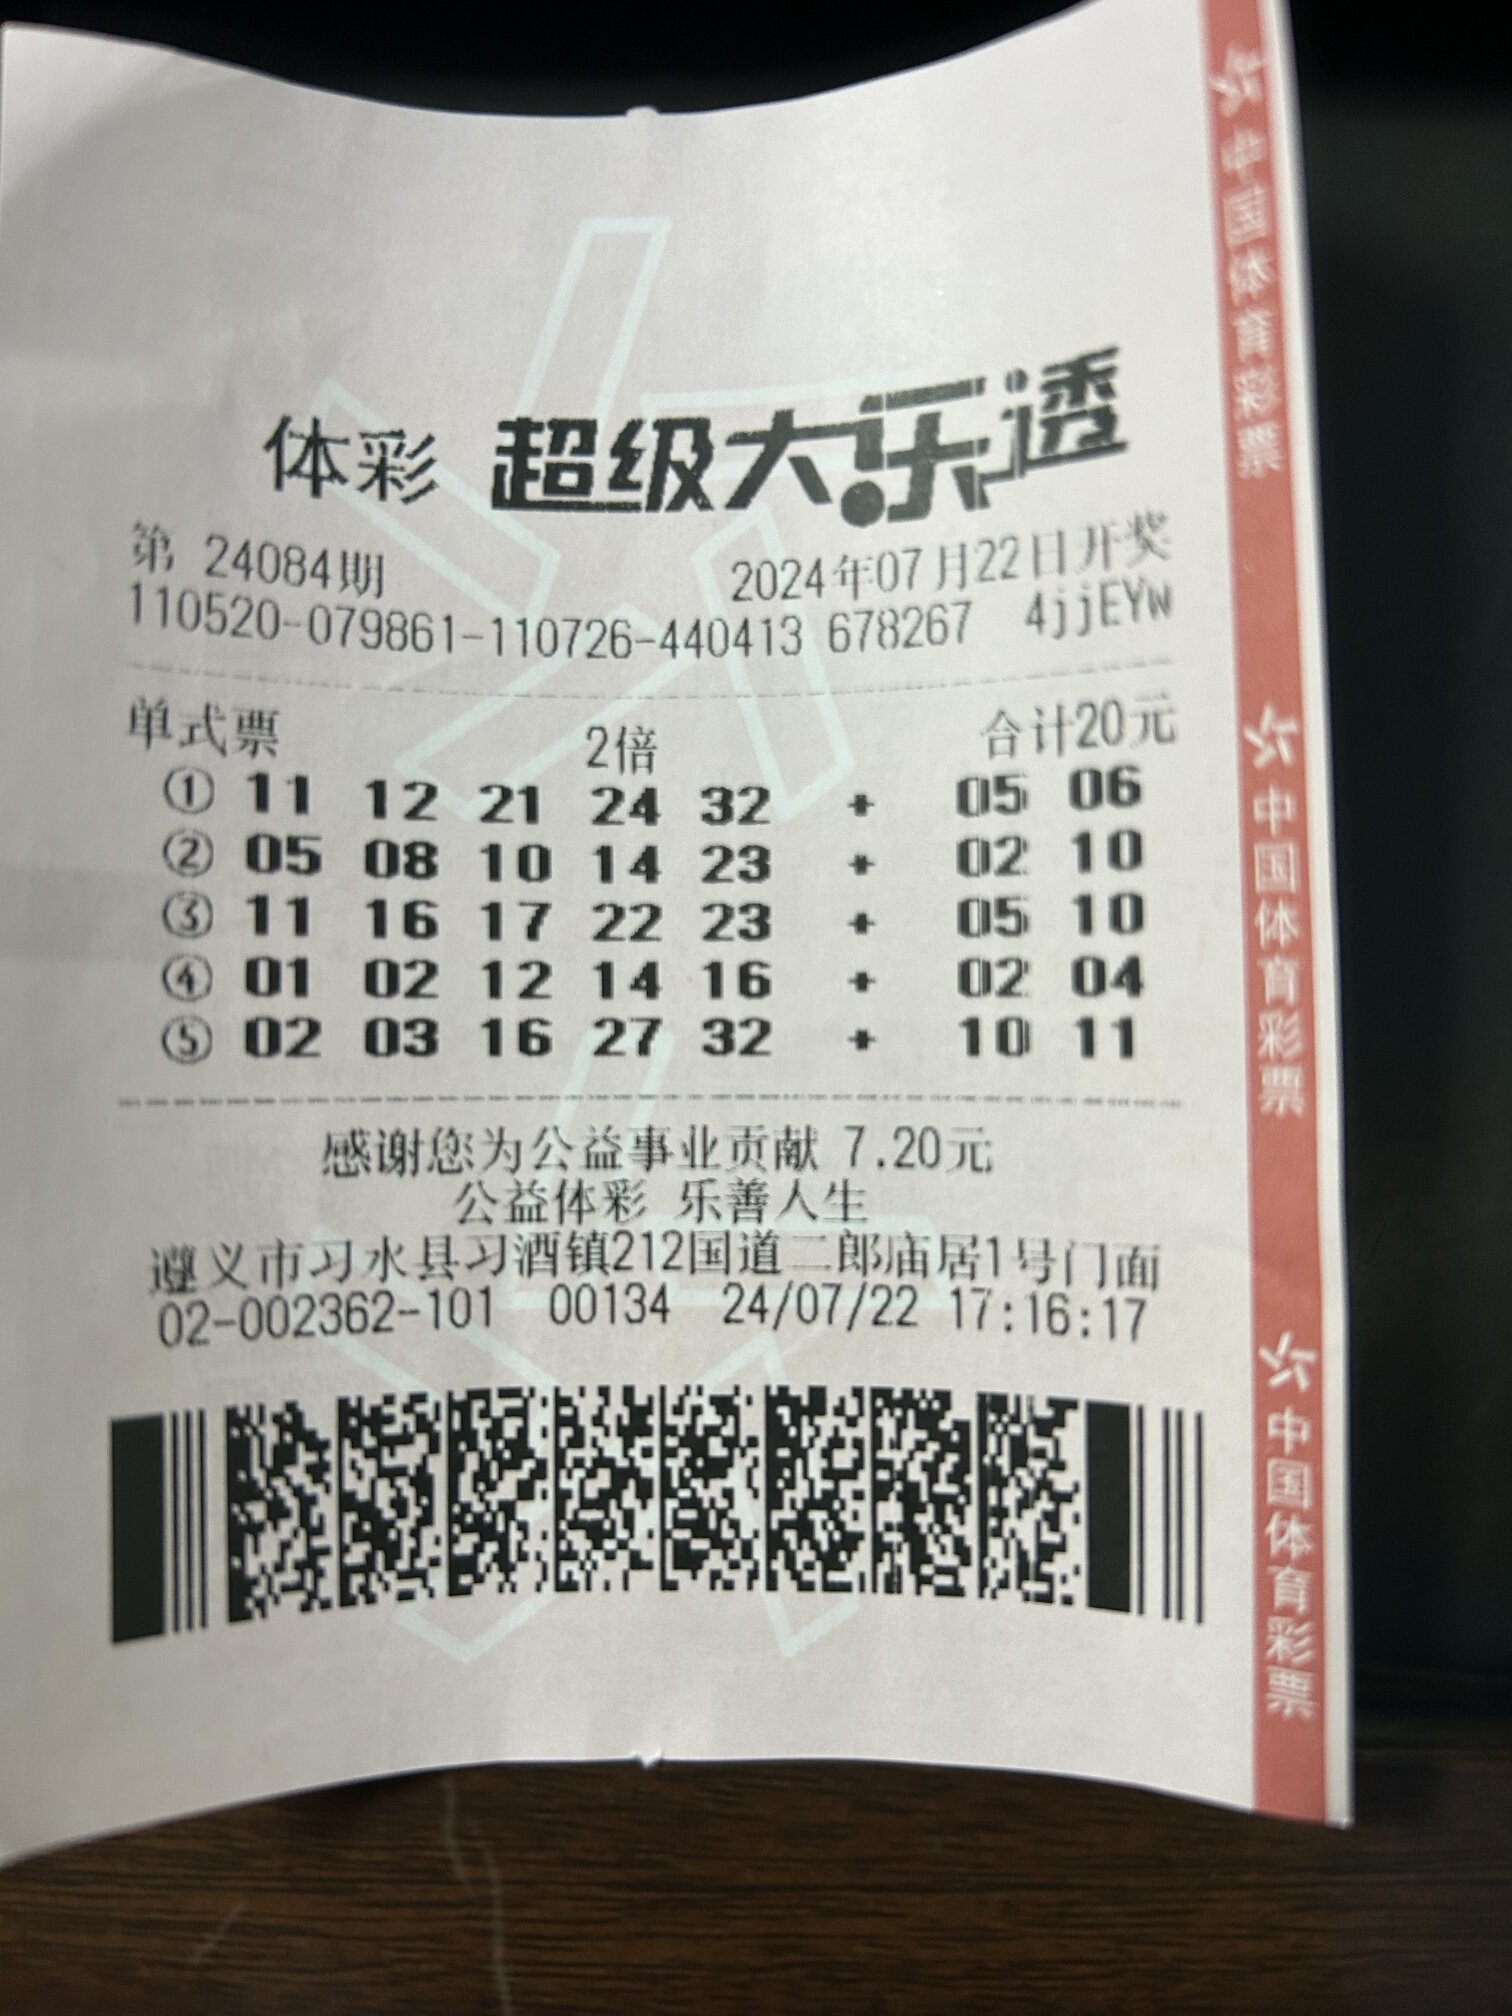 体彩 超级大乐透
第 24084期 2024年07月22日开奖
110520-079861-110726-440413 678267 4jjEYW
单式票 2倍 合计20元
① 11 12 21 24 32 + 05 06
② 05 08 10 14 23 + 02 10
③ 11 16 17 22 23 + 05 10
④ 01 02 12 14 16 + 02 04
⑤ 02 03 16 27 32 + 10 11
感谢您为公益事业贡献 7.20元
公益体彩 乐善人生
遵义市习水县习酒镇212国道二郎庙居1号门面
02-002362-101 00134 24/07/22 17:16:17
中国体育彩票
中国体育彩票
中国体育彩票